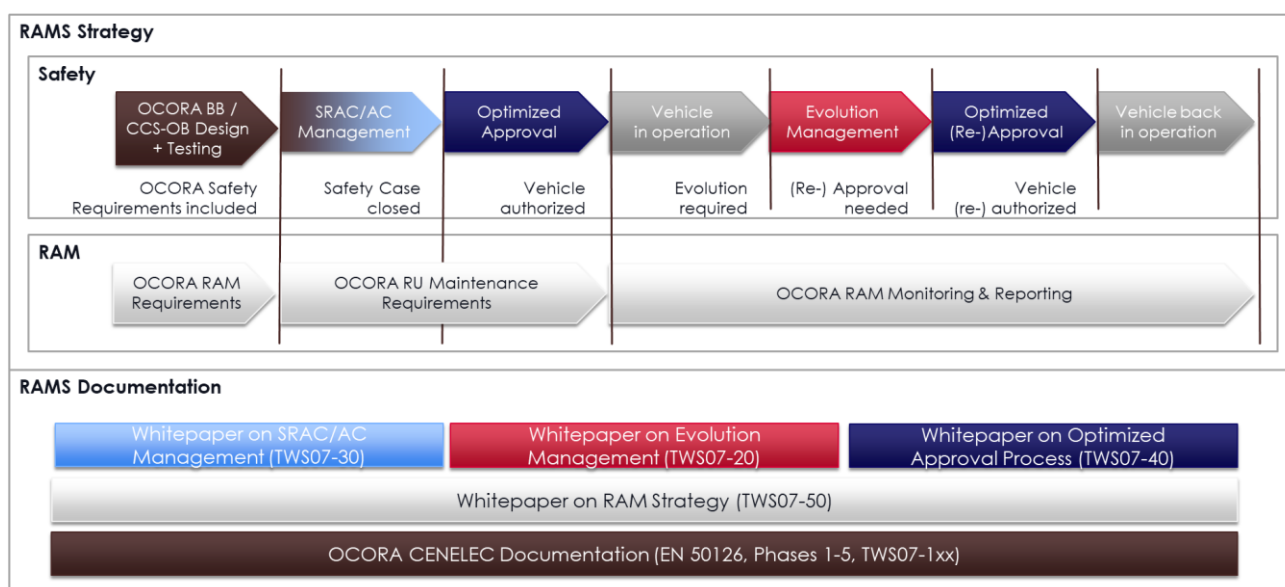 RAMS Strategy
Safety
OCORA BB /
CCS-OB Design
+ Testing
SRAC/AC
Management
Optimized
Approval
Vehicle
in operation
Evolution
Management
Optimized
(Re-)Approval
Vehicle back
in operation
OCORA Safety
Requirements included
Safety Case
closed
Vehicle
authorized
Evolution
required
(Re-) Approval
needed
Vehicle
(re-) authorized
RAM
OCORA RAM
Requirements
OCORA RU Maintenance
Requirements
OCORA RAM Monitoring & Reporting
RAMS Documentation
Whitepaper on SRAC/AC
Management (TWS07-30)
Whitepaper on Evolution
Management (TWS07-20)
Whitepaper on Optimized
Approval Process (TWS07-40)
Whitepaper on RAM Strategy (TWS07-50)
OCORA CENELEC Documentation (EN 50126, Phases 1-5, TWS07-1xx)